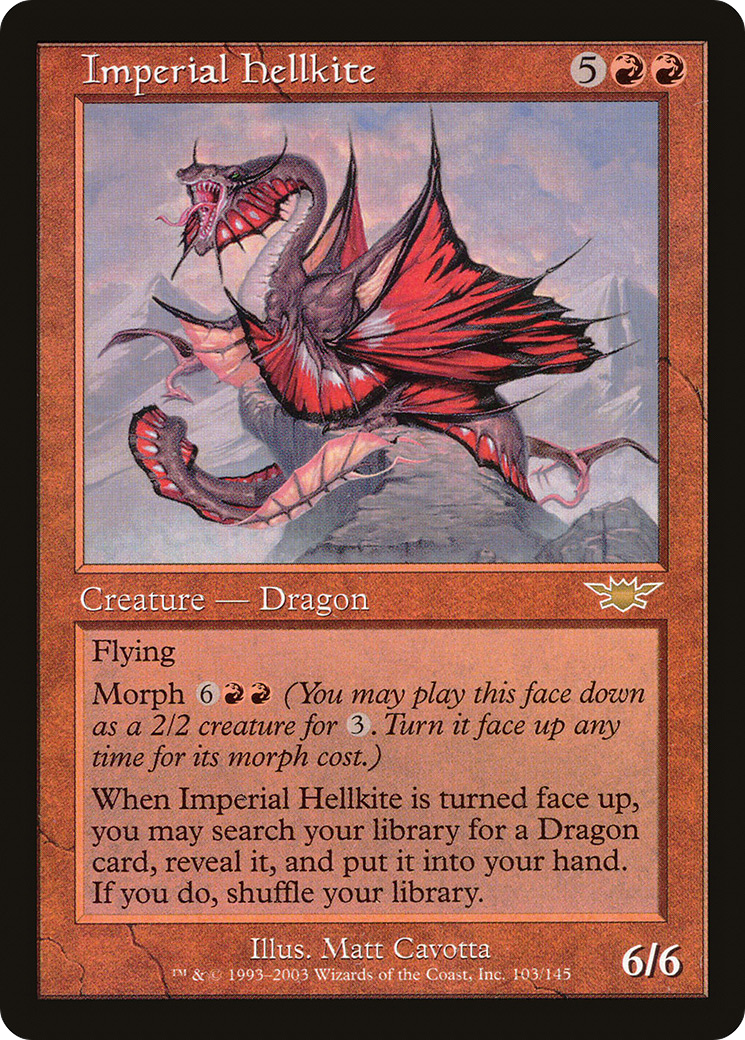 Imperial Hellkite 5
Creature — Dragon
Flying
Morph 6 (You may play this face down
as a 2/2 creature for 3. Turn it face up any
time for its morph cost.)
When Imperial Hellkite is turned face up,
you may search your library for a Dragon
card, reveal it, and put it into your hand.
If you do, shuffle your library.
Illus. Matt Cavotta
™ & © 1993–2003 Wizards of the Coast, Inc. 103/145
6/6